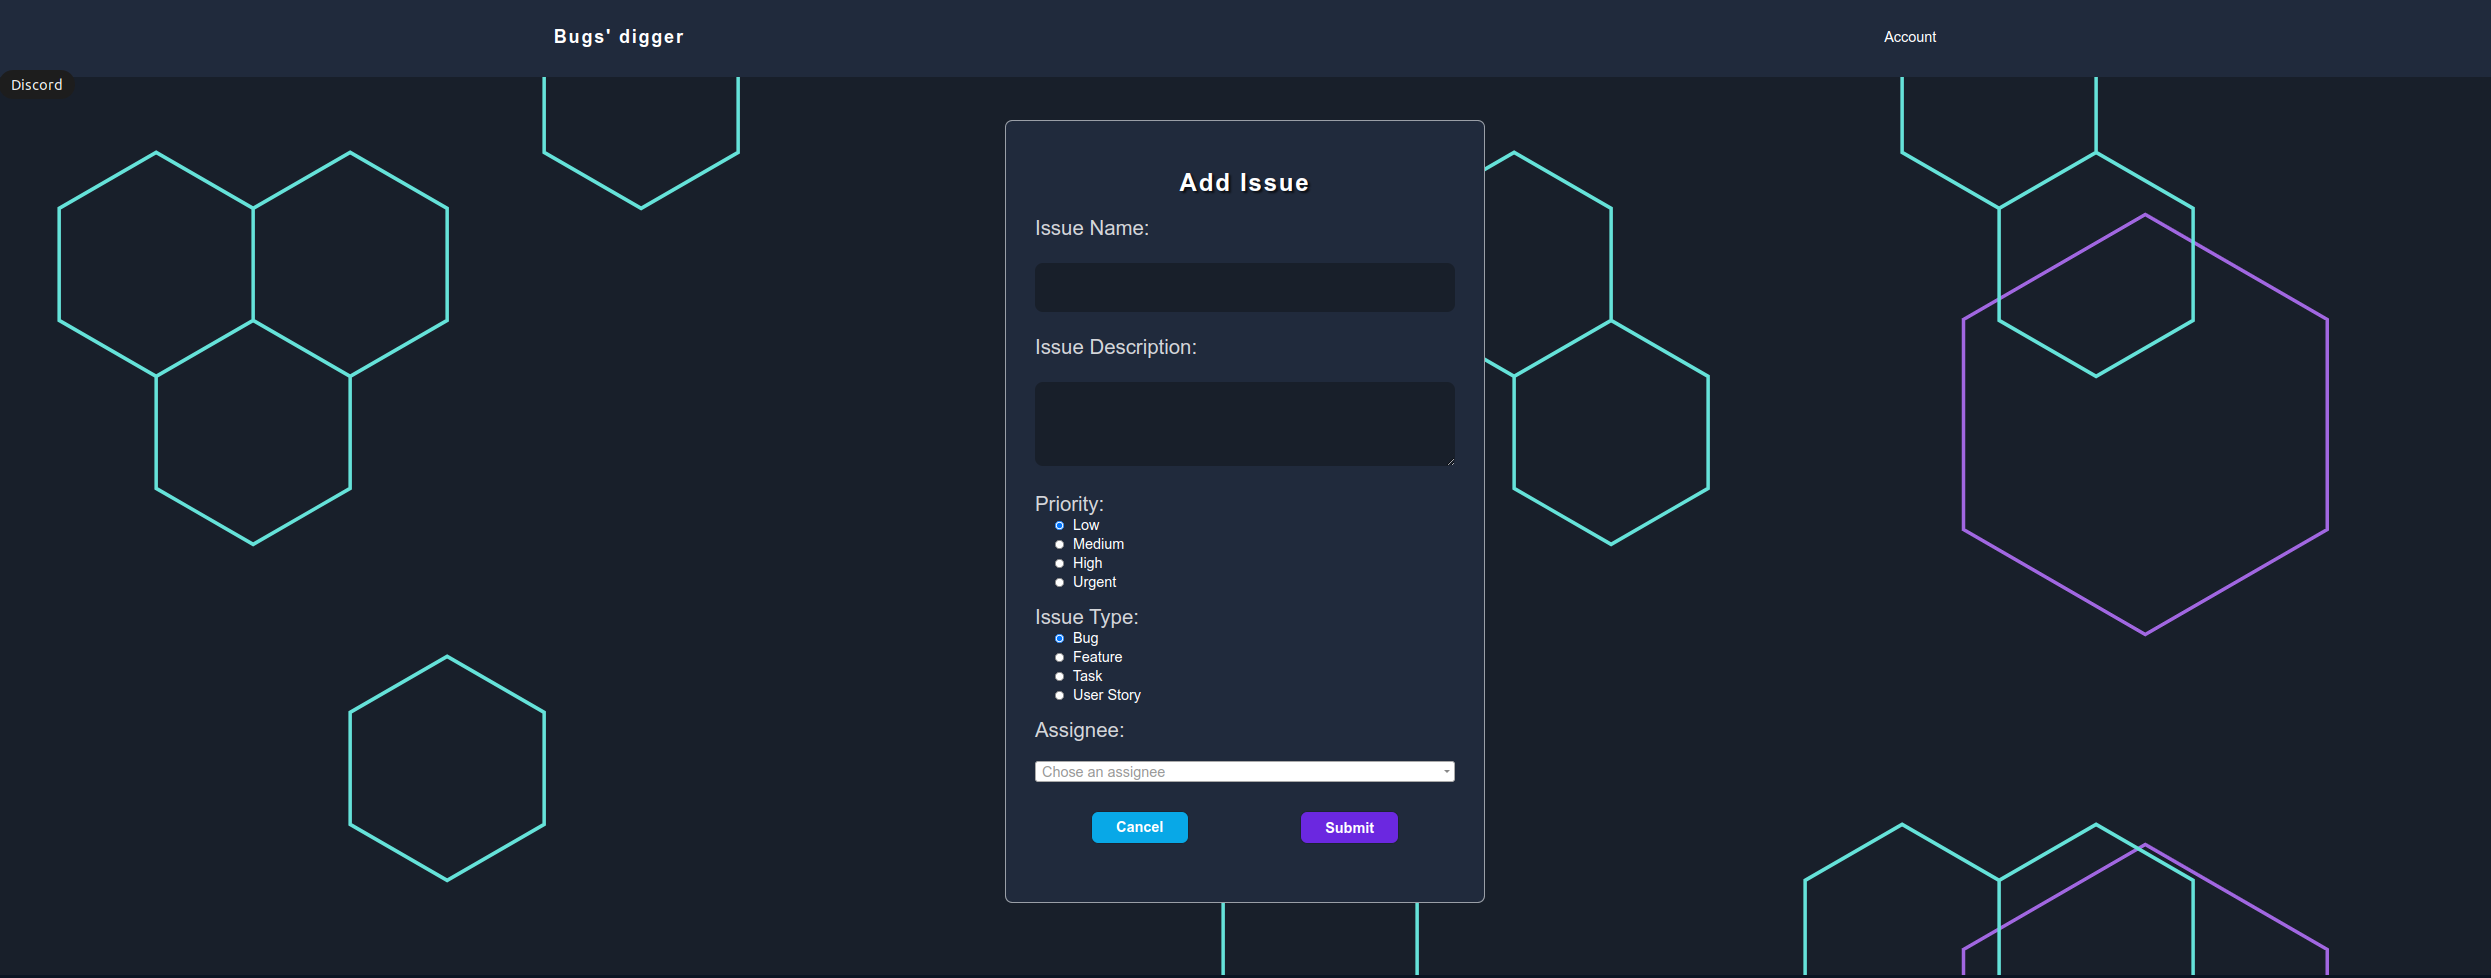 Bugs' digger
Account
Discord
Add Issue
Issue Name:
Issue Description:
Priority:
Low
Medium
High
Urgent
Issue Type:
Bug
Feature
Task
User Story
Assignee:
Chose an assignee
Cancel
Submit